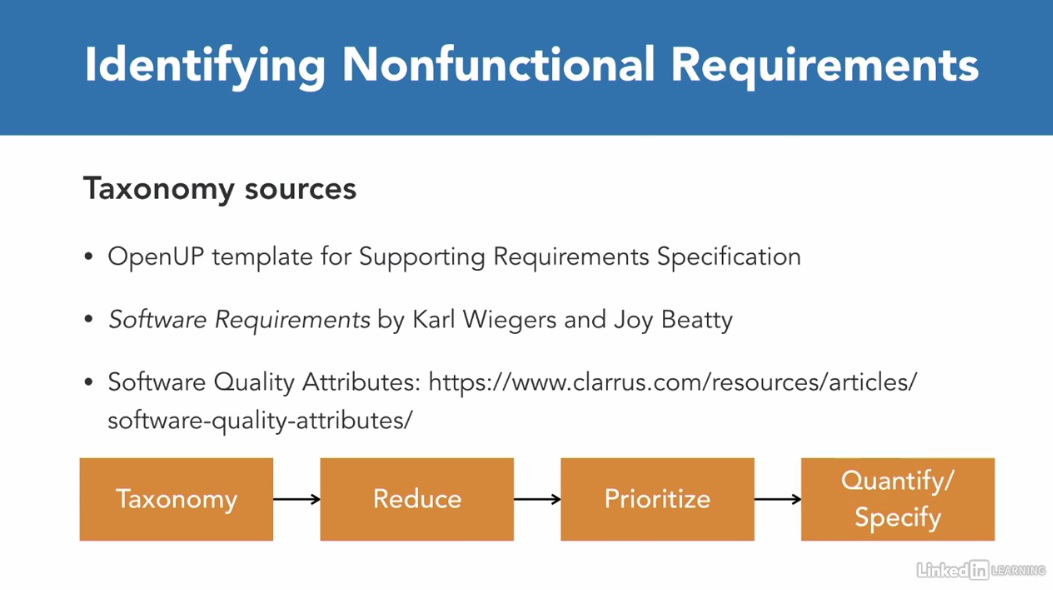 Identifying Nonfunctional Requirements
Taxonomy sources
• OpenUP template for Supporting Requirements Specification
• Software Requirements by Karl Wiegers and Joy Beatty
• Software Quality Attributes: https://www.clarrus.com/resources/articles/
software-quality-attributes/
Taxonomy
Reduce
Prioritize
Quantify/
Specify
Linked in LEARNING